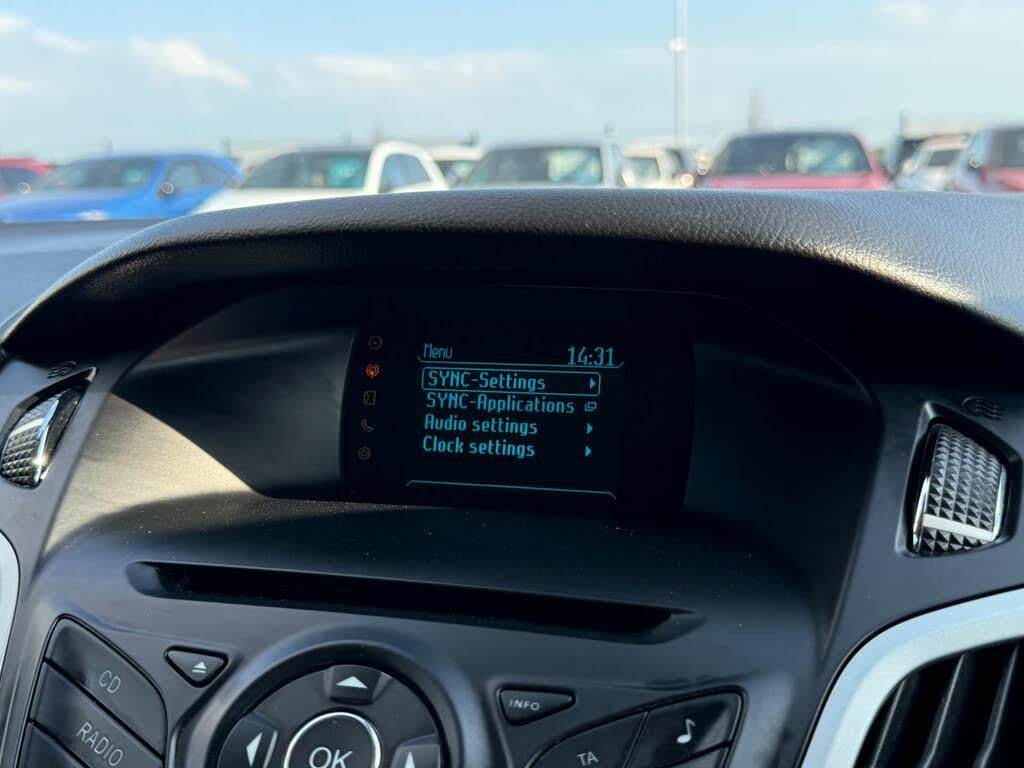 Menu 14:31
SYNC-Settings
SYNC-Applications
Audio settings
Clock settings
CD
RADIO
OK
INFO
TA